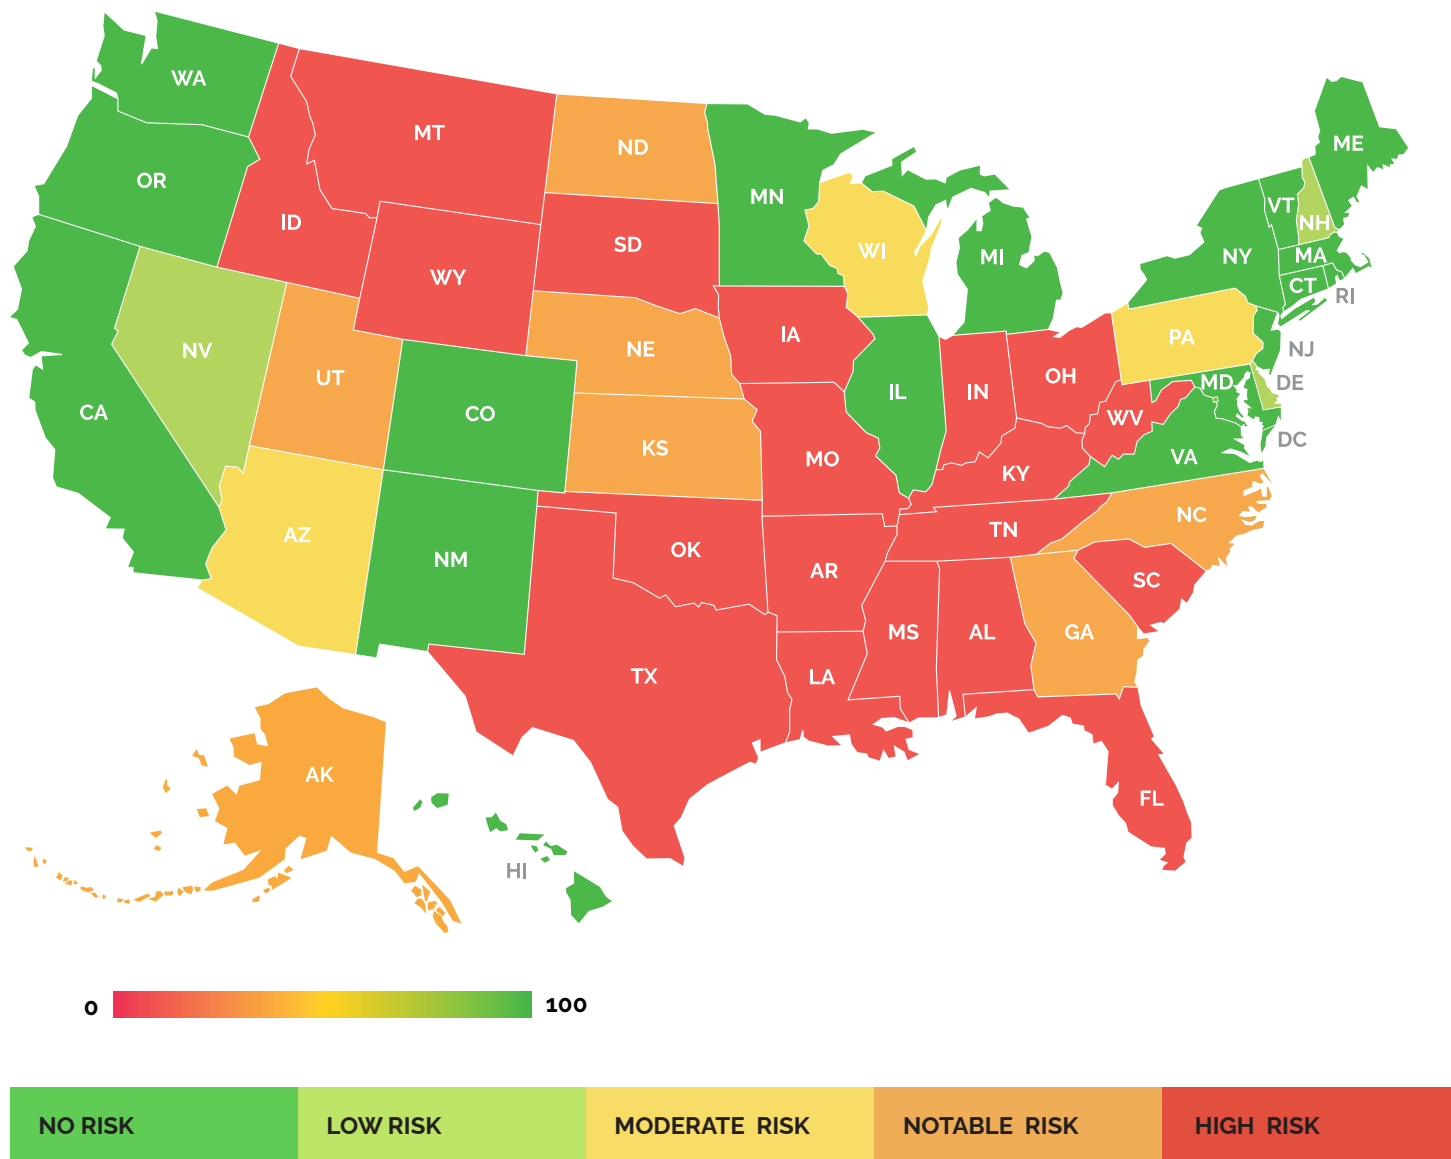 WA
MT
ND
ME
OR
MN
VT
NH
ID
SD
WI
MI
NY
MA
WY
CT
RI
IA
PA
NV
NE
NJ
UT
OH
MD
DE
CA
CO
IL
IN
WV
DC
KS
MO
KY
VA
AZ
NM
OK
TN
NC
AR
SC
MS
AL
GA
TX
LA
AK
FL
HI
0
100
NO RISK
LOW RISK
MODERATE RISK
NOTABLE RISK
HIGH RISK